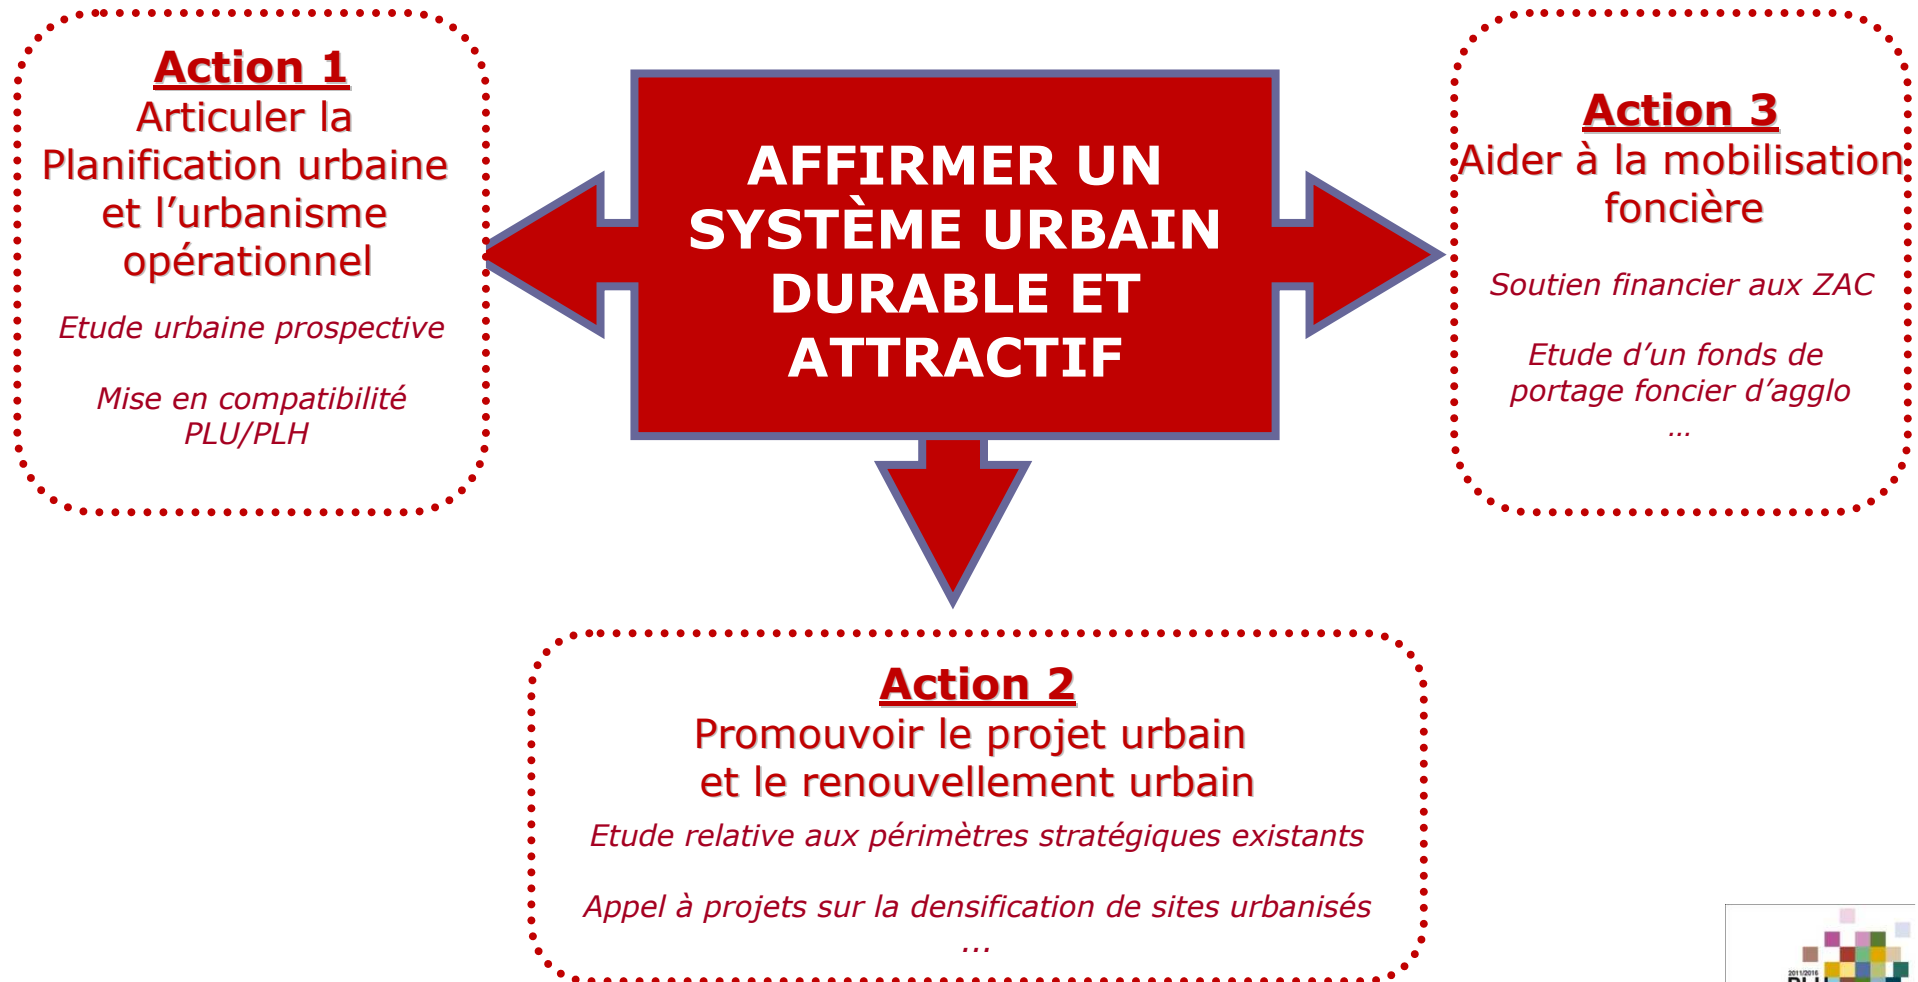 Action 1
Articuler la
Planification urbaine
et l’urbanisme
opérationnel
Etude urbaine prospective
Mise en compatibilité
PLU/PLH
AFFIRMER UN
SYSTÈME URBAIN
DURABLE ET
ATTRACTIF
Action 3
Aider à la mobilisation
foncière
Soutien financier aux ZAC
Etude d’un fonds de
portage foncier d’agglo
...
Action 2
Promouvoir le projet urbain
et le renouvellement urbain
Etude relative aux périmètres stratégiques existants
Appel à projets sur la densification de sites urbanisés
...
2011/2016